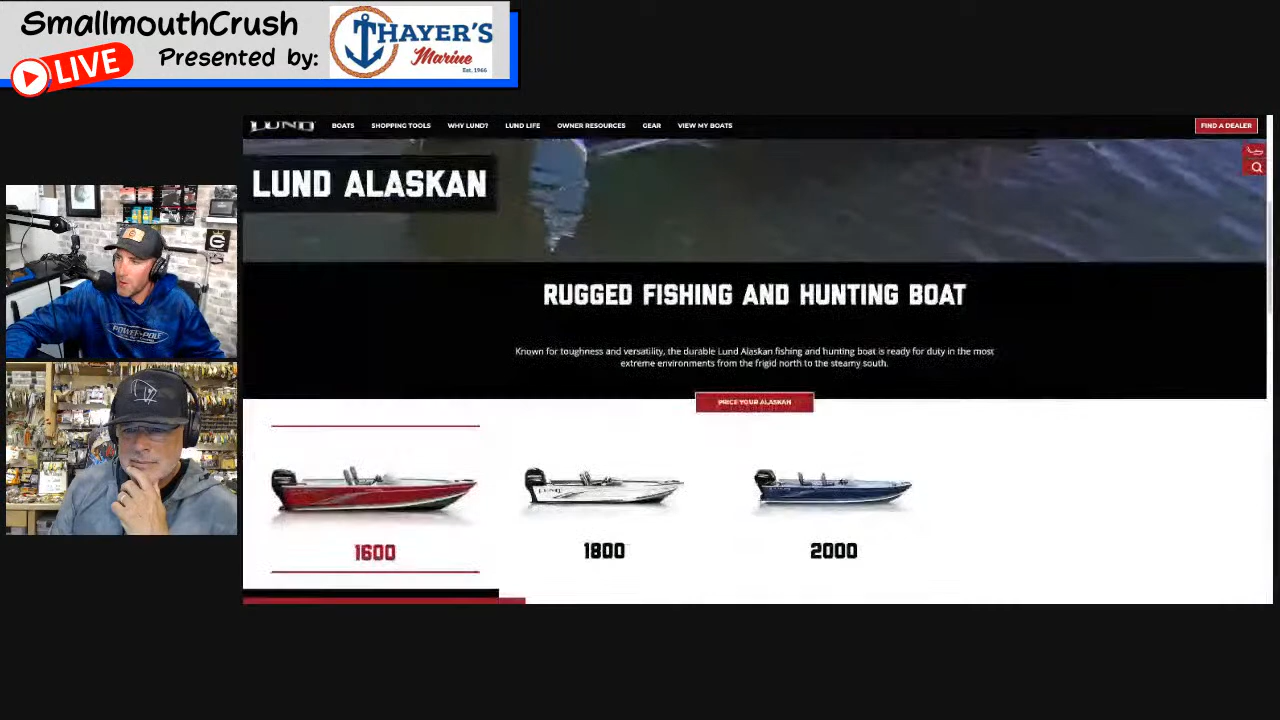 SmallmouthCrush
LIVE
Presented by:
THAYER'S
Marine
Est. 1966
LUND
BOATS
SHOPPING TOOLS
WHY LUND?
LUND LIFE
OWNER RESOURCES
GEAR
VIEW MY BOATS
FIND A DEALER
LUND ALASKAN
RUGGED FISHING AND HUNTING BOAT
Known for toughness and versatility, the durable Lund Alaskan fishing and hunting boat is ready for duty in the most
extreme environments from the frigid north to the steamy south.
PRICE YOUR ALASKAN
1600
1800
2000
POWER-POLE